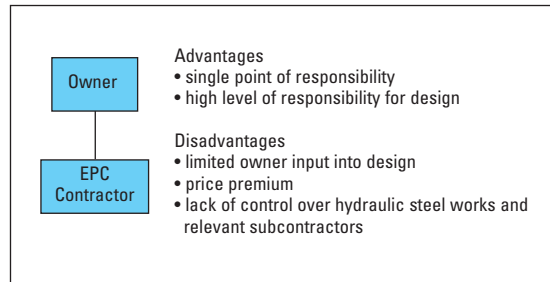 Owner
EPC
Contractor
Advantages
• single point of responsibility
• high level of responsibility for design
Disadvantages
• limited owner input into design
• price premium
• lack of control over hydraulic steel works and
relevant subcontractors